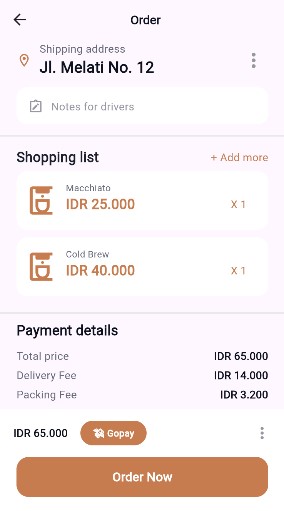 Order
Shipping address
Jl. Melati No. 12
Notes for drivers
Shopping list
+ Add more
Macchiato
IDR 25.000
X 1
Cold Brew
IDR 40.000
X 1
Payment details
Total price IDR 65.000
Delivery Fee IDR 14.000
Packing Fee IDR 3.200
IDR 65.000 Gopay
Order Now